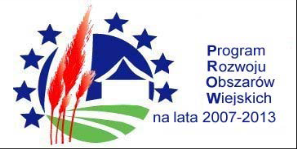 Program
Rozwoju
Obszarów
Wiejskich
na lata 2007-2013